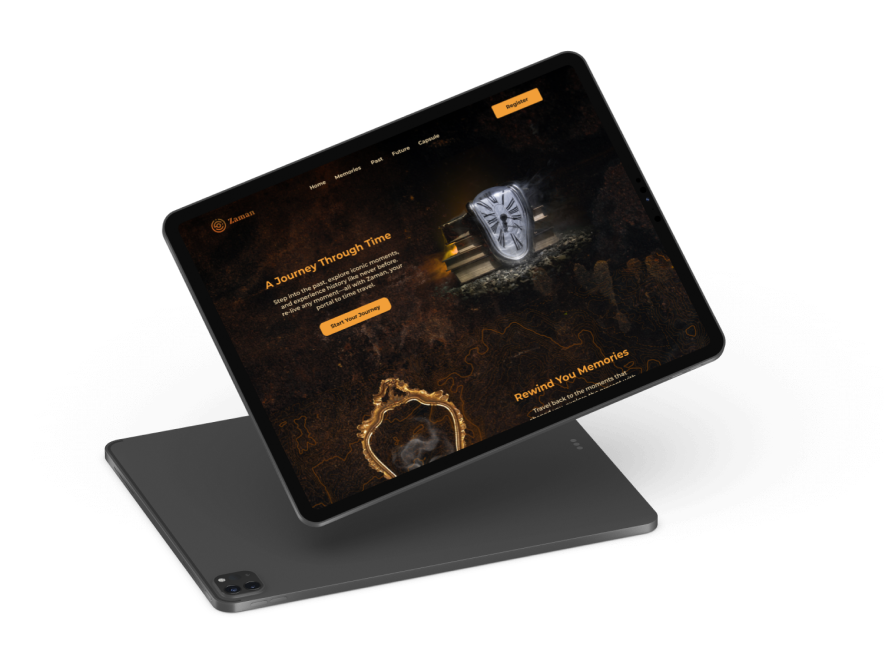 Register
Home Memories Past Future Capsule
Zaman
A Journey Through Time
Step into the past, explore iconic moments,
and experience history like never before.
re-live any moment—all with Zaman, your
portal to time travel.
Start Your Journey
Rewind You Memories
Travel back to the moments that